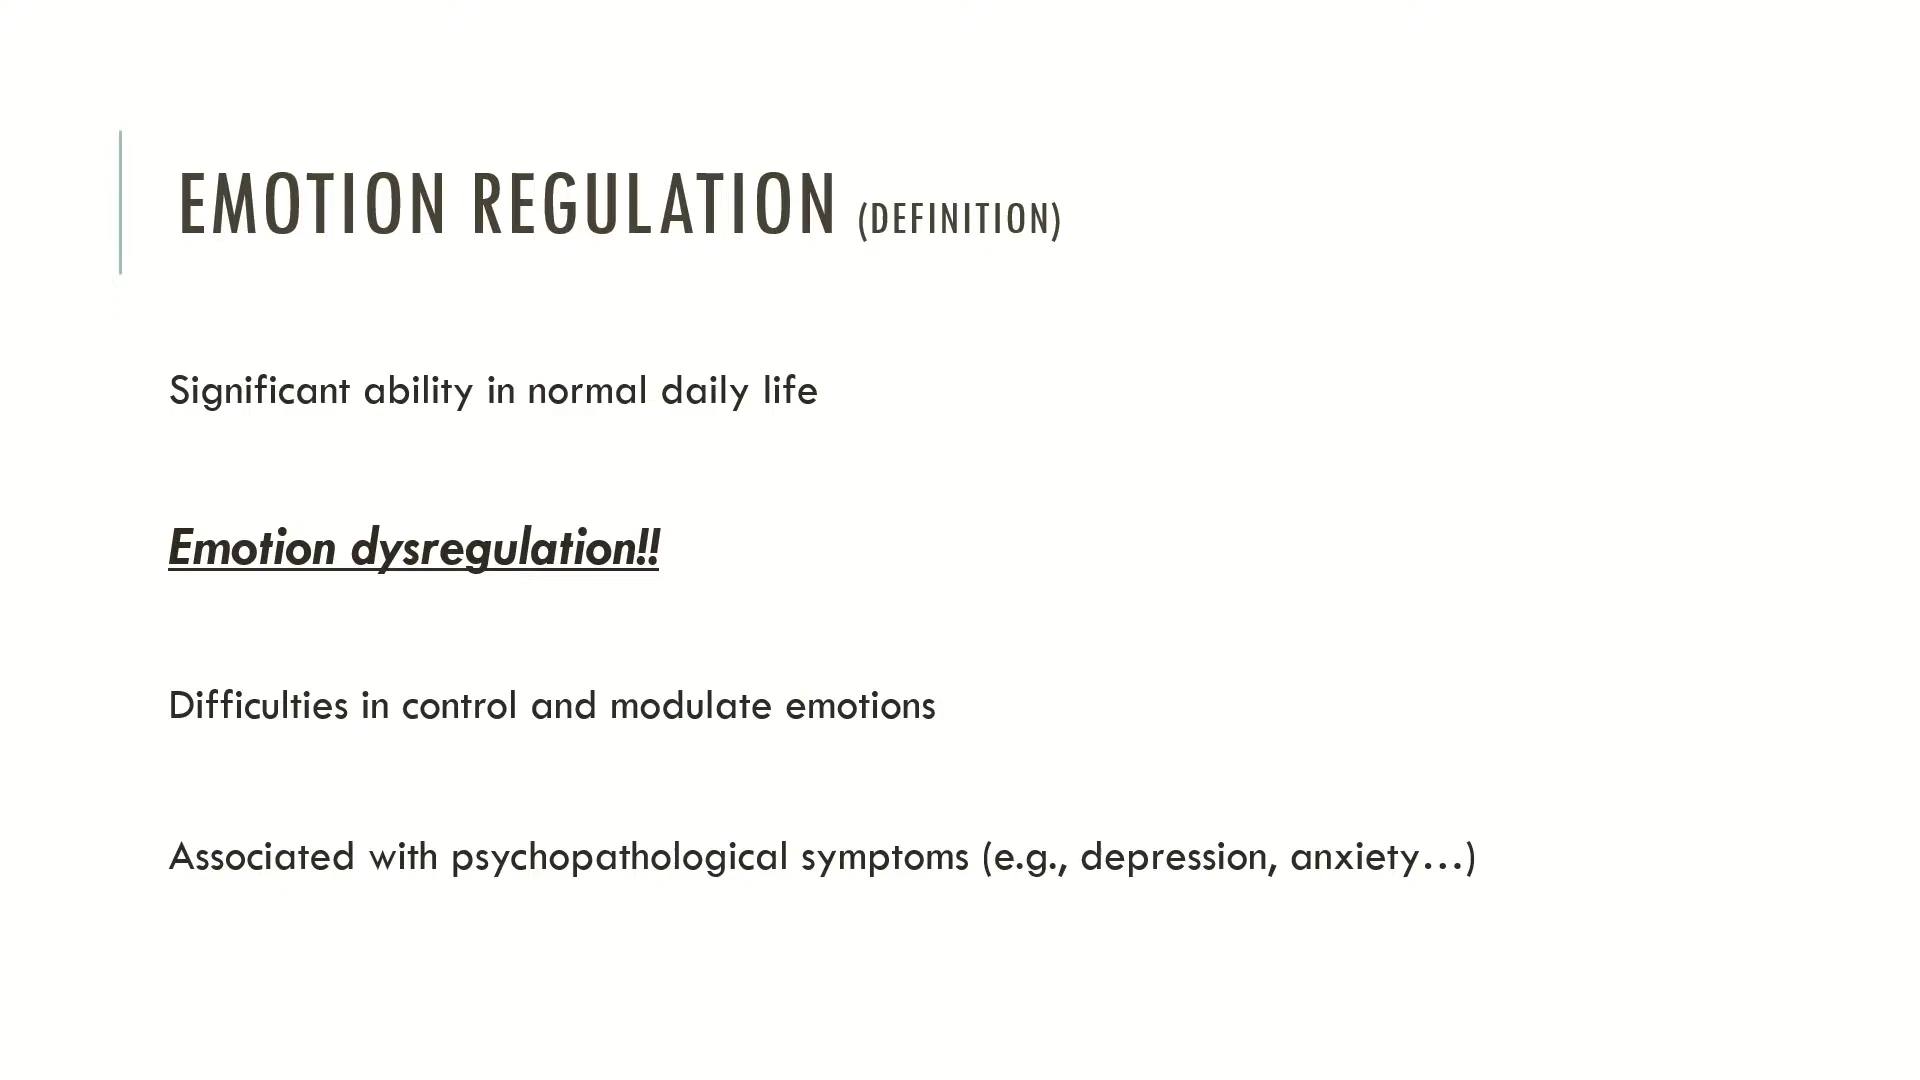 EMOTION REGULATION (DEFINITION)
Significant ability in normal daily life
Emotion dysregulation!!
Difficulties in control and modulate emotions
Associated with psychopathological symptoms (e.g., depression, anxiety…)